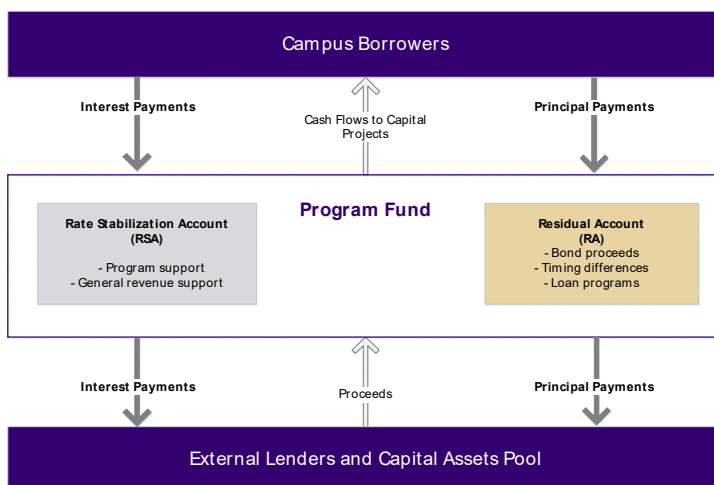 Campus Borrowers
Interest Payments
Cash Flows to Capital
Projects
Principal Payments
Program Fund
Rate Stabilization Account
(RSA)
- Program support
- General revenue support
Residual Account
(RA)
- Bond proceeds
- Timing differences
- Loan programs
Interest Payments
Proceeds
Principal Payments
External Lenders and Capital Assets Pool